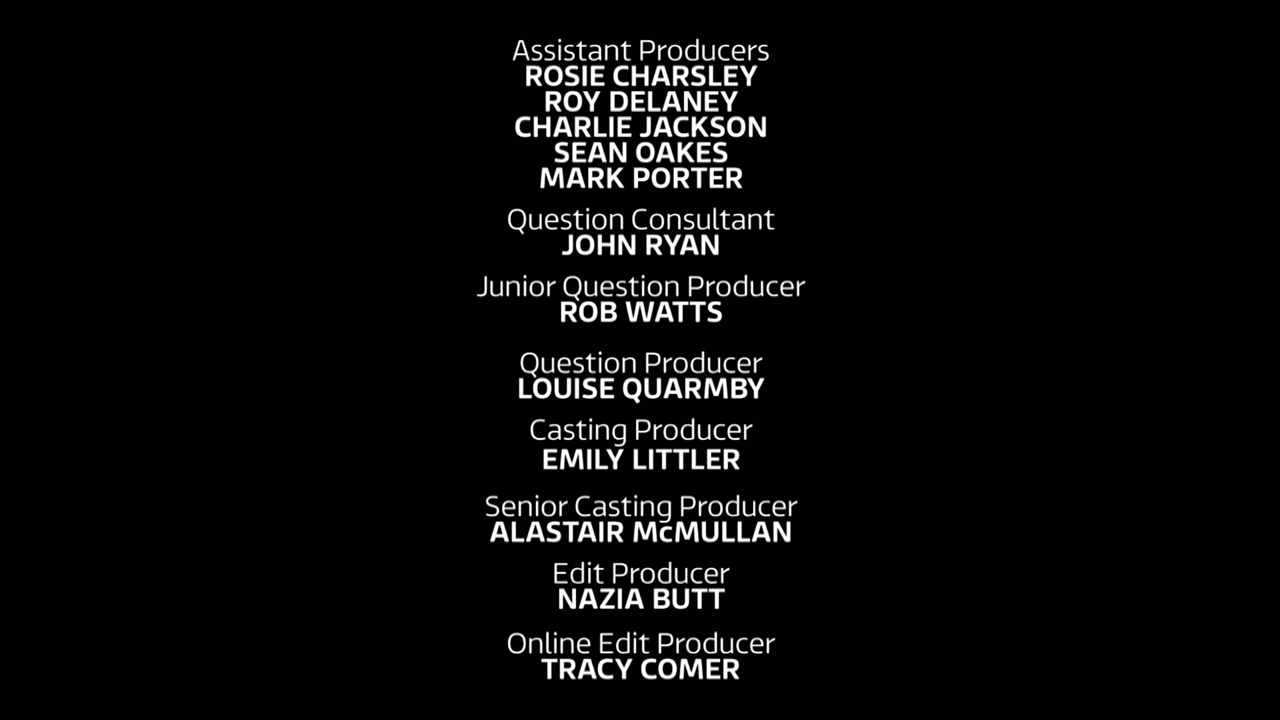 Assistant Producers
ROSIE CHARSLEY
ROY DELANEY
CHARLIE JACKSON
SEAN OAKES
MARK PORTER
Question Consultant
JOHN RYAN
Junior Question Producer
ROB WATTS
Question Producer
LOUISE QUARMBY
Casting Producer
EMILY LITTLER
Senior Casting Producer
ALASTAIR McMULLAN
Edit Producer
NAZIA BUTT
Online Edit Producer
TRACY COMER